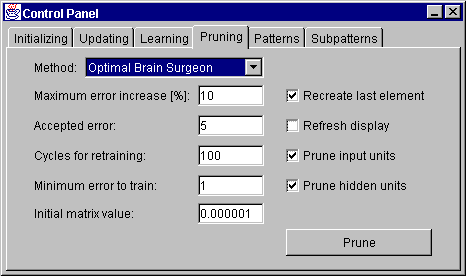 Control Panel
Initializing Updating Learning Pruning Patterns Subpatterns
Method: Optimal Brain Surgeon
Maximum error increase [%]: 10 Recreate last element
Accepted error: 5 Refresh display
Cycles for retraining: 100 Prune input units
Minimum error to train: 1 Prune hidden units
Initial matrix value: 0.000001
Prune